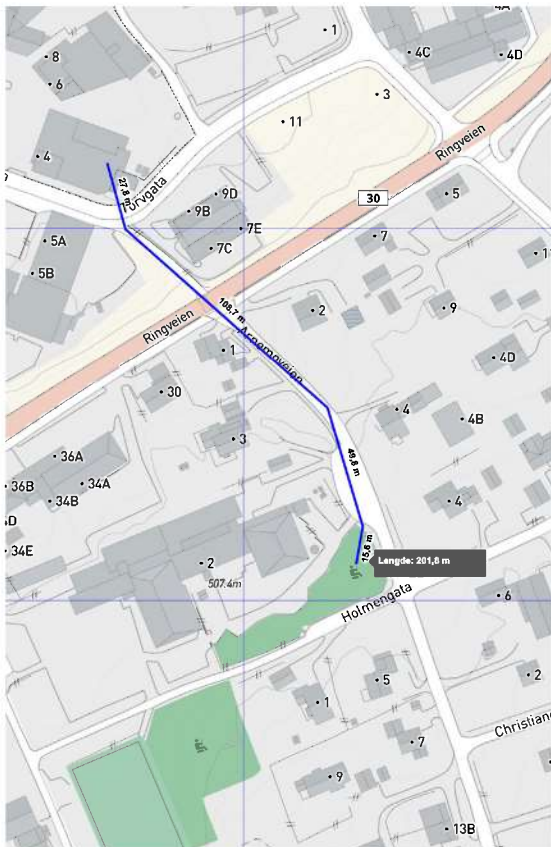 4A
8
6
1
4C
4D
3
11
Ringveien
4
27,8 m
Torvgata
9D
9B
30
5
7E
7C
5A
5B
7
11
108,7 m
2
9
Ringveien
Arnemoveien
1
4D
30
4
4B
3
49,8 m
36A
36B
34A
34B
4
34E
2
507.4m
15,6 m
Lengde: 201,8 m
Holmengata
6
5
2
1
7
Christian
9
13B